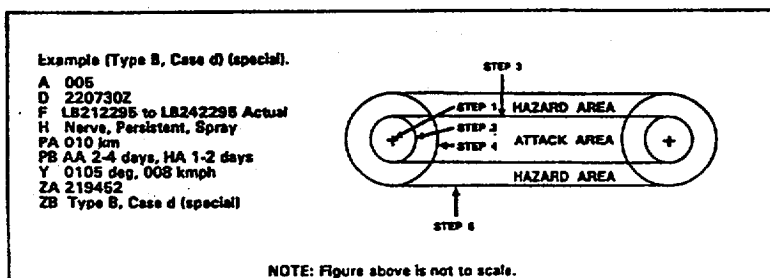 Example (Type B, Case d) (special).
A 005
D 220730Z
F LB212295 to LB242295 Actual
H Nerve, Persistent, Spray
PA 010 km
PB AA 2-4 days, HA 1-2 days
Y 0105 deg, 008 kmph
ZA 219452
ZB Type B, Case d (special)
STEP 3
STEP 1
HAZARD AREA
STEP 2
ATTACK AREA
STEP 4
HAZARD AREA
STEP 5
NOTE: Figure above is not to scale.